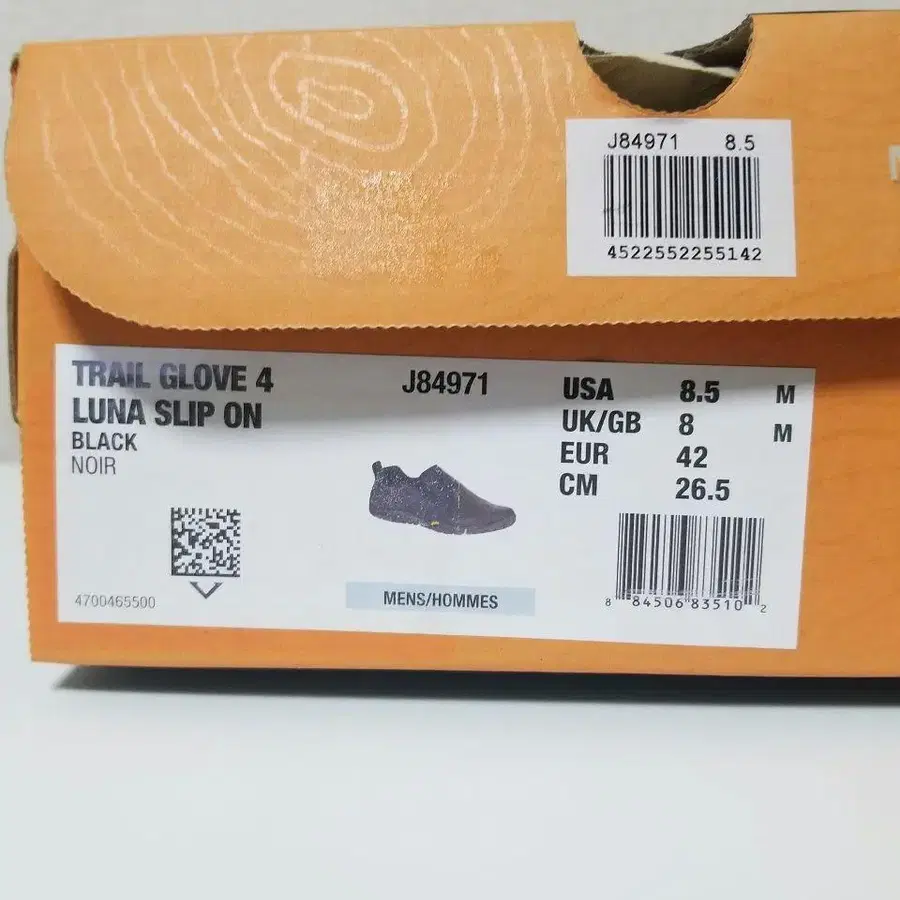 J84971 8.5
4522552255142
TRAIL GLOVE 4
LUNA SLIP ON
BLACK
NOIR
4700465500
J84971
MENS/HOMMES
USA 8.5 M
UK/GB 8 M
EUR 42
CM 26.5
8 84506 83510 2